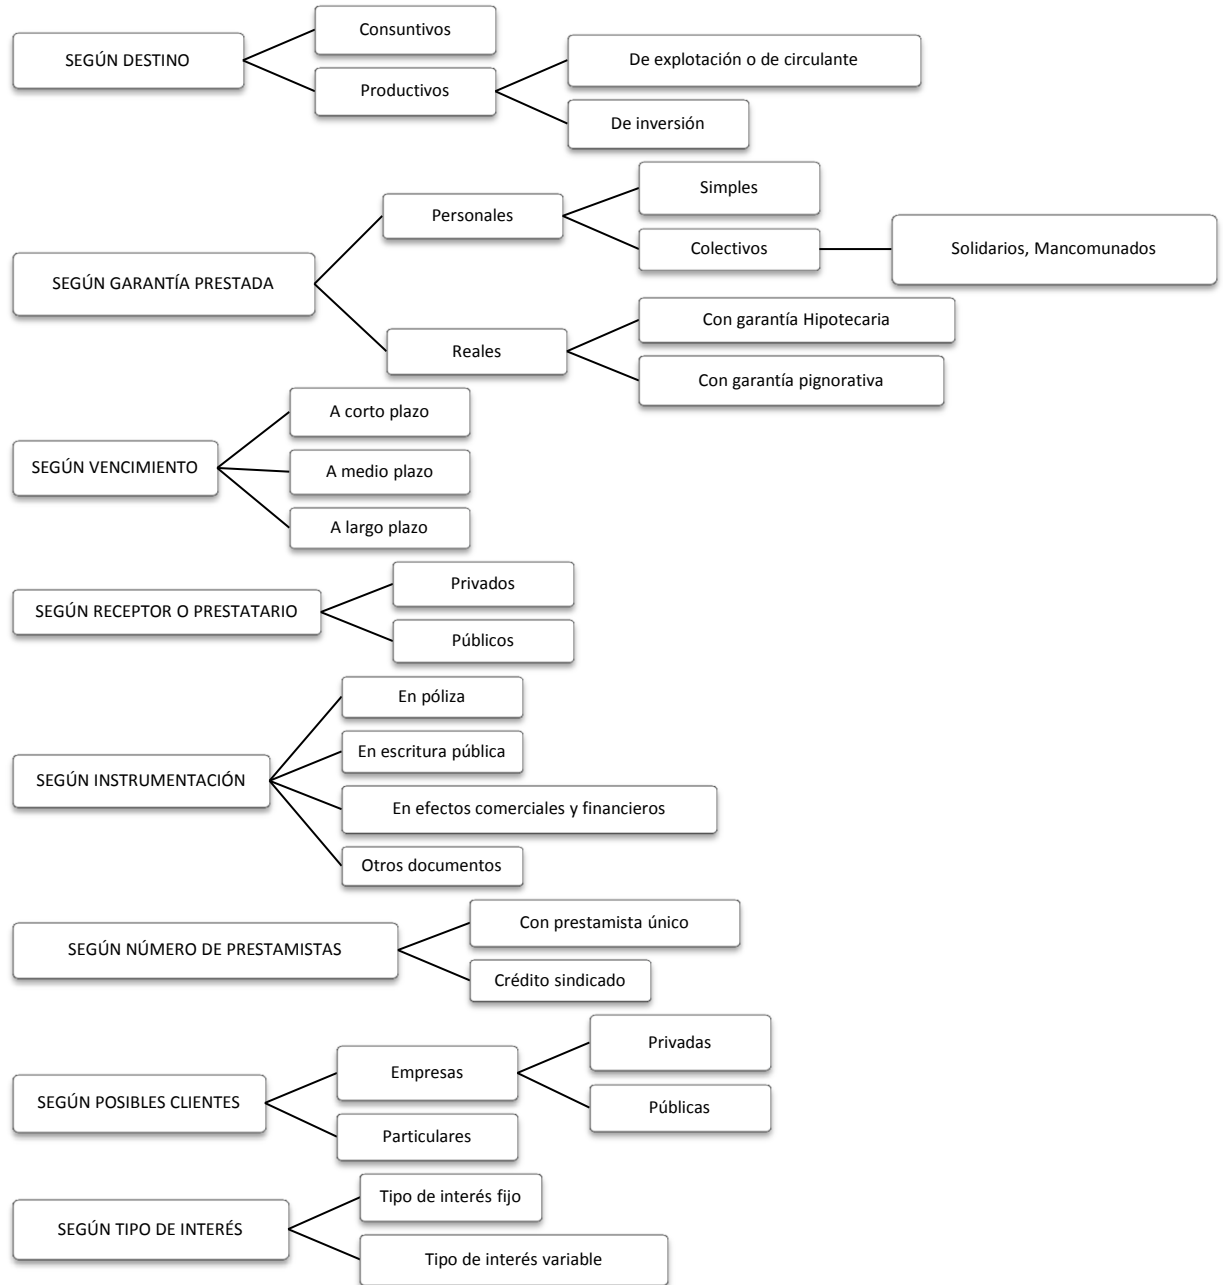 SEGÚN DESTINO
Consuntivos
Productivos
De explotación o de circulante
De inversión
SEGÚN GARANTÍA PRESTADA
Personales
Simples
Colectivos
Solidarios, Mancomunados
Reales
Con garantía Hipotecaria
Con garantía pignorativa
SEGÚN VENCIMIENTO
A corto plazo
A medio plazo
A largo plazo
SEGÚN RECEPTOR O PRESTATARIO
Privados
Públicos
SEGÚN INSTRUMENTACIÓN
En póliza
En escritura pública
En efectos comerciales y financieros
Otros documentos
SEGÚN NÚMERO DE PRESTAMISTAS
Con prestamista único
Crédito sindicado
SEGÚN POSIBLES CLIENTES
Empresas
Privadas
Públicas
Particulares
SEGÚN TIPO DE INTERÉS
Tipo de interés fijo
Tipo de interés variable